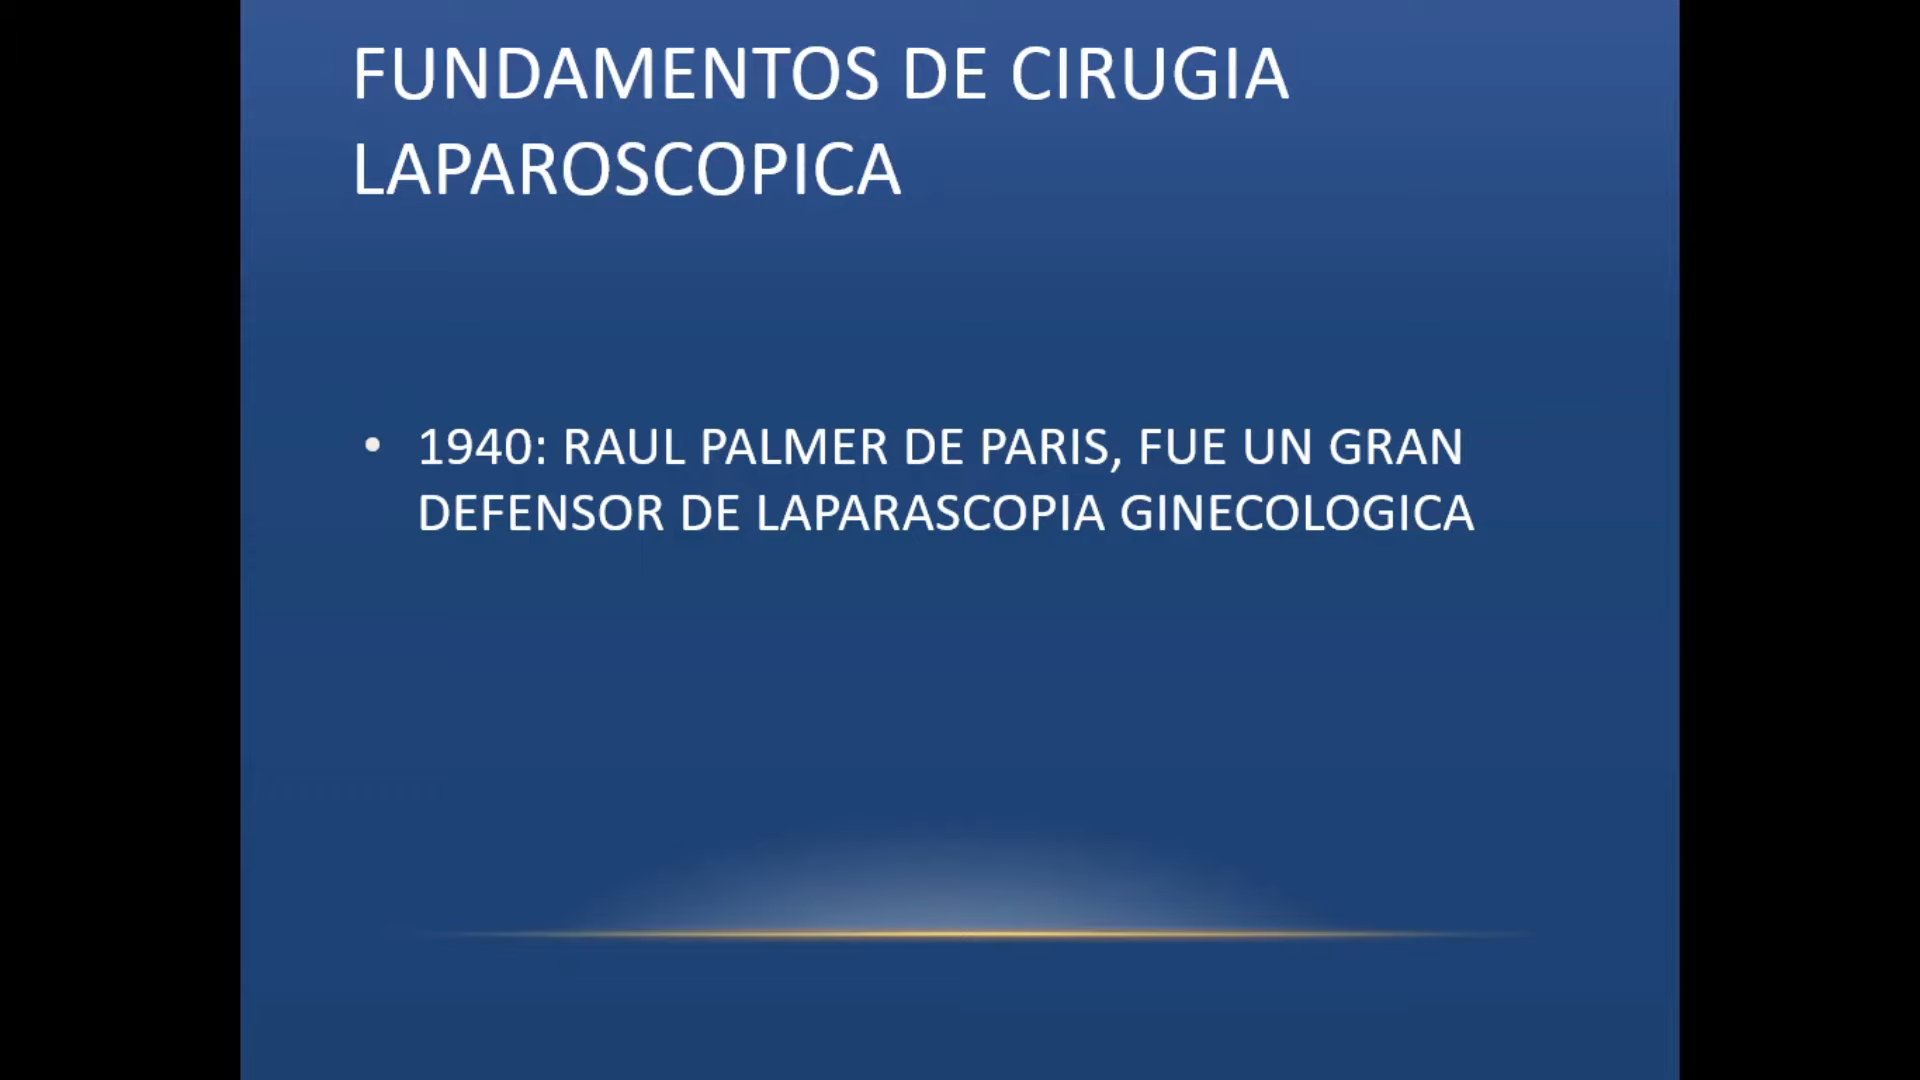 FUNDAMENTOS DE CIRUGIA
LAPAROSCOPICA
• 1940: RAUL PALMER DE PARIS, FUE UN GRAN
DEFENSOR DE LAPARASCOPIA GINECOLOGICA